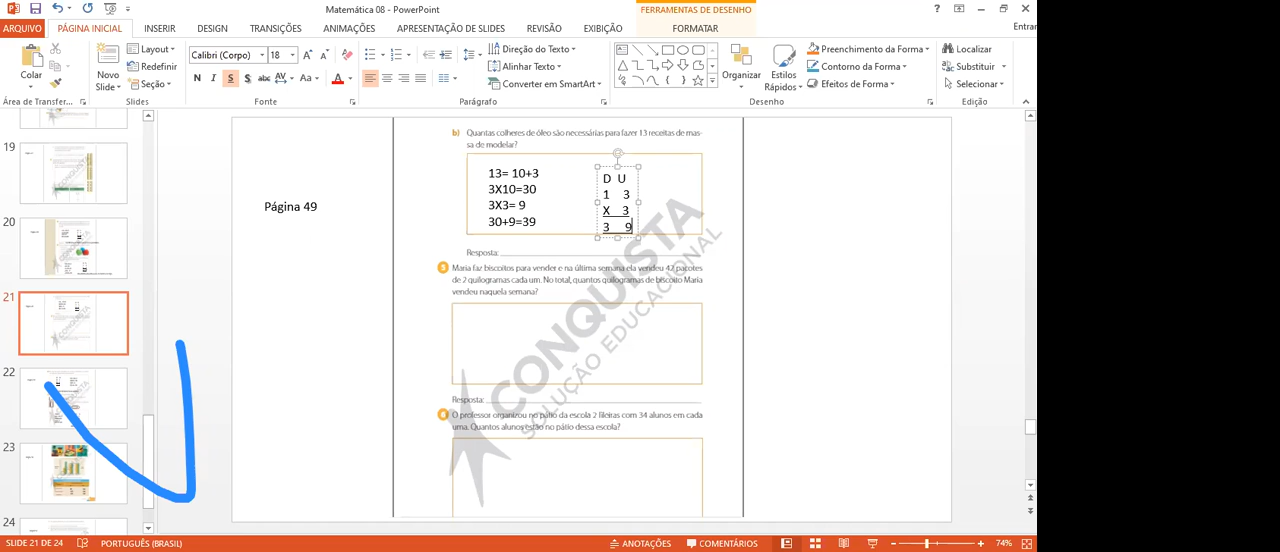 Matemática 08 - PowerPoint
FERRAMENTAS DE DESENHO
ARQUIVO PÁGINA INICIAL INSERIR DESIGN TRANSIÇÕES ANIMAÇÕES APRESENTAÇÃO DE SLIDES REVISÃO EXIBIÇÃO FORMATAR Entrar
Colar
Novo Slide
Layout
Redefinir
Seção
Calibri (Corpo) 18
N I S S abc AV Aa A
Direção do Texto
Alinhar Texto
Converter em SmartArt
Organizar
Estilos Rápidos
Preenchimento da Forma
Contorno da Forma
Efeitos de Forma
Localizar
Substituir
Selecionar
Área de Transfer... Slides Fonte Parágrafo Desenho Edição
19
20
21
22
23
24
Página 49
b) Quantas colheres de óleo são necessárias para fazer 13 receitas de mas-
sa de modelar?
13= 10+3
3X10=30
3X3= 9
30+9=39
D U
1 3
X 3
3 9
Resposta:
5 Maria faz biscoitos para vender e na última semana ela vendeu 42 pacotes
de 2 quilogramas cada um. No total, quantos quilogramas de biscoito Maria
vendeu naquela semana?
Resposta:
6 O professor organizou no pátio da escola 2 fileiras com 34 alunos em cada
uma. Quantos alunos estão no pátio dessa escola?
CONQUISTA
SOLUÇÃO EDUCACIONAL
SLIDE 21 DE 24 PORTUGUÊS (BRASIL) ANOTAÇÕES COMENTÁRIOS 74%